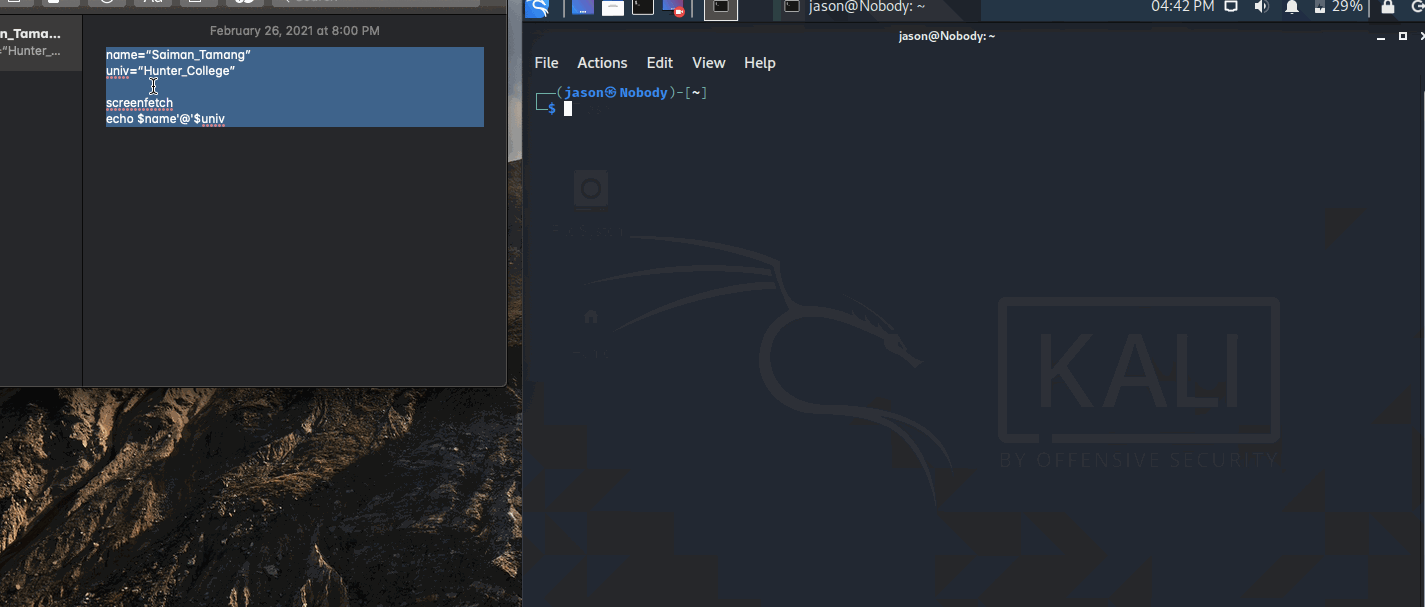 February 26, 2021 at 8:00 PM
n_Tama...
="Hunter_...
name=“Saiman_Tamang”
univ=“Hunter_College”
screenfetch
echo $name'@'$univ
jason@Nobody: ~
04:42 PM
29%
jason@Nobody: ~
File Actions Edit View Help
(jason㉿Nobody)-[~]
$
KALI
BY OFFENSIVE SECURITY